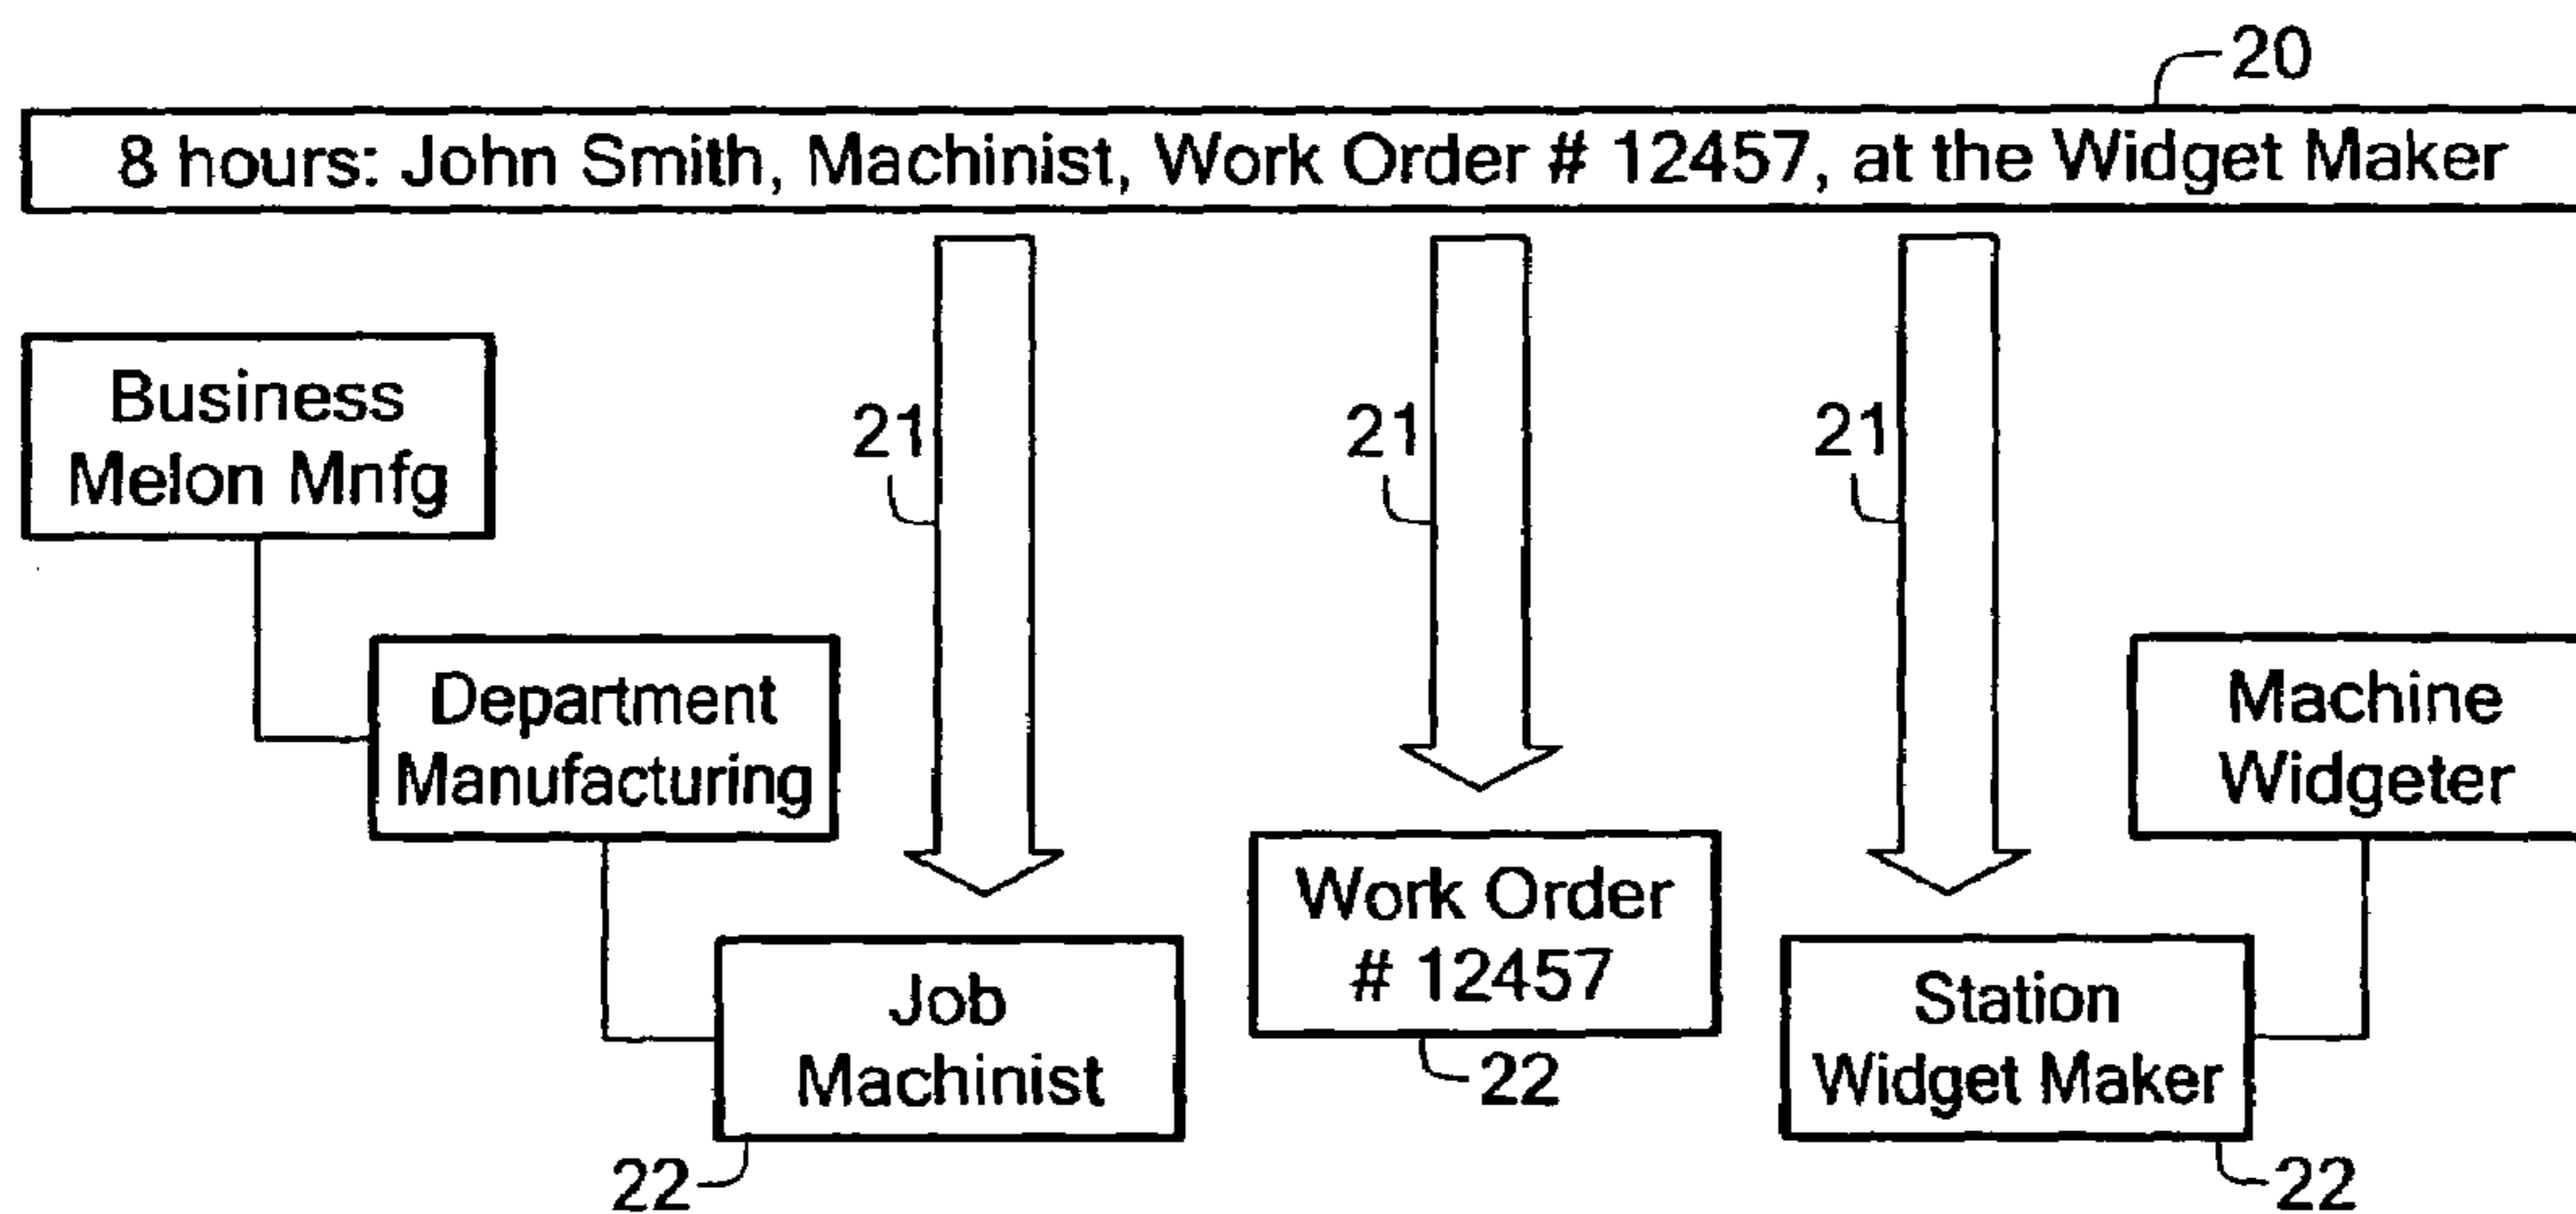 20
8 hours: John Smith, Machinist, Work Order # 12457, at the Widget Maker
Business
Melon Mnfg
21
21
21
Department
Manufacturing
Machine
Widgeter
Work Order
# 12457
Job
Machinist
Station
Widget Maker
22
22
22